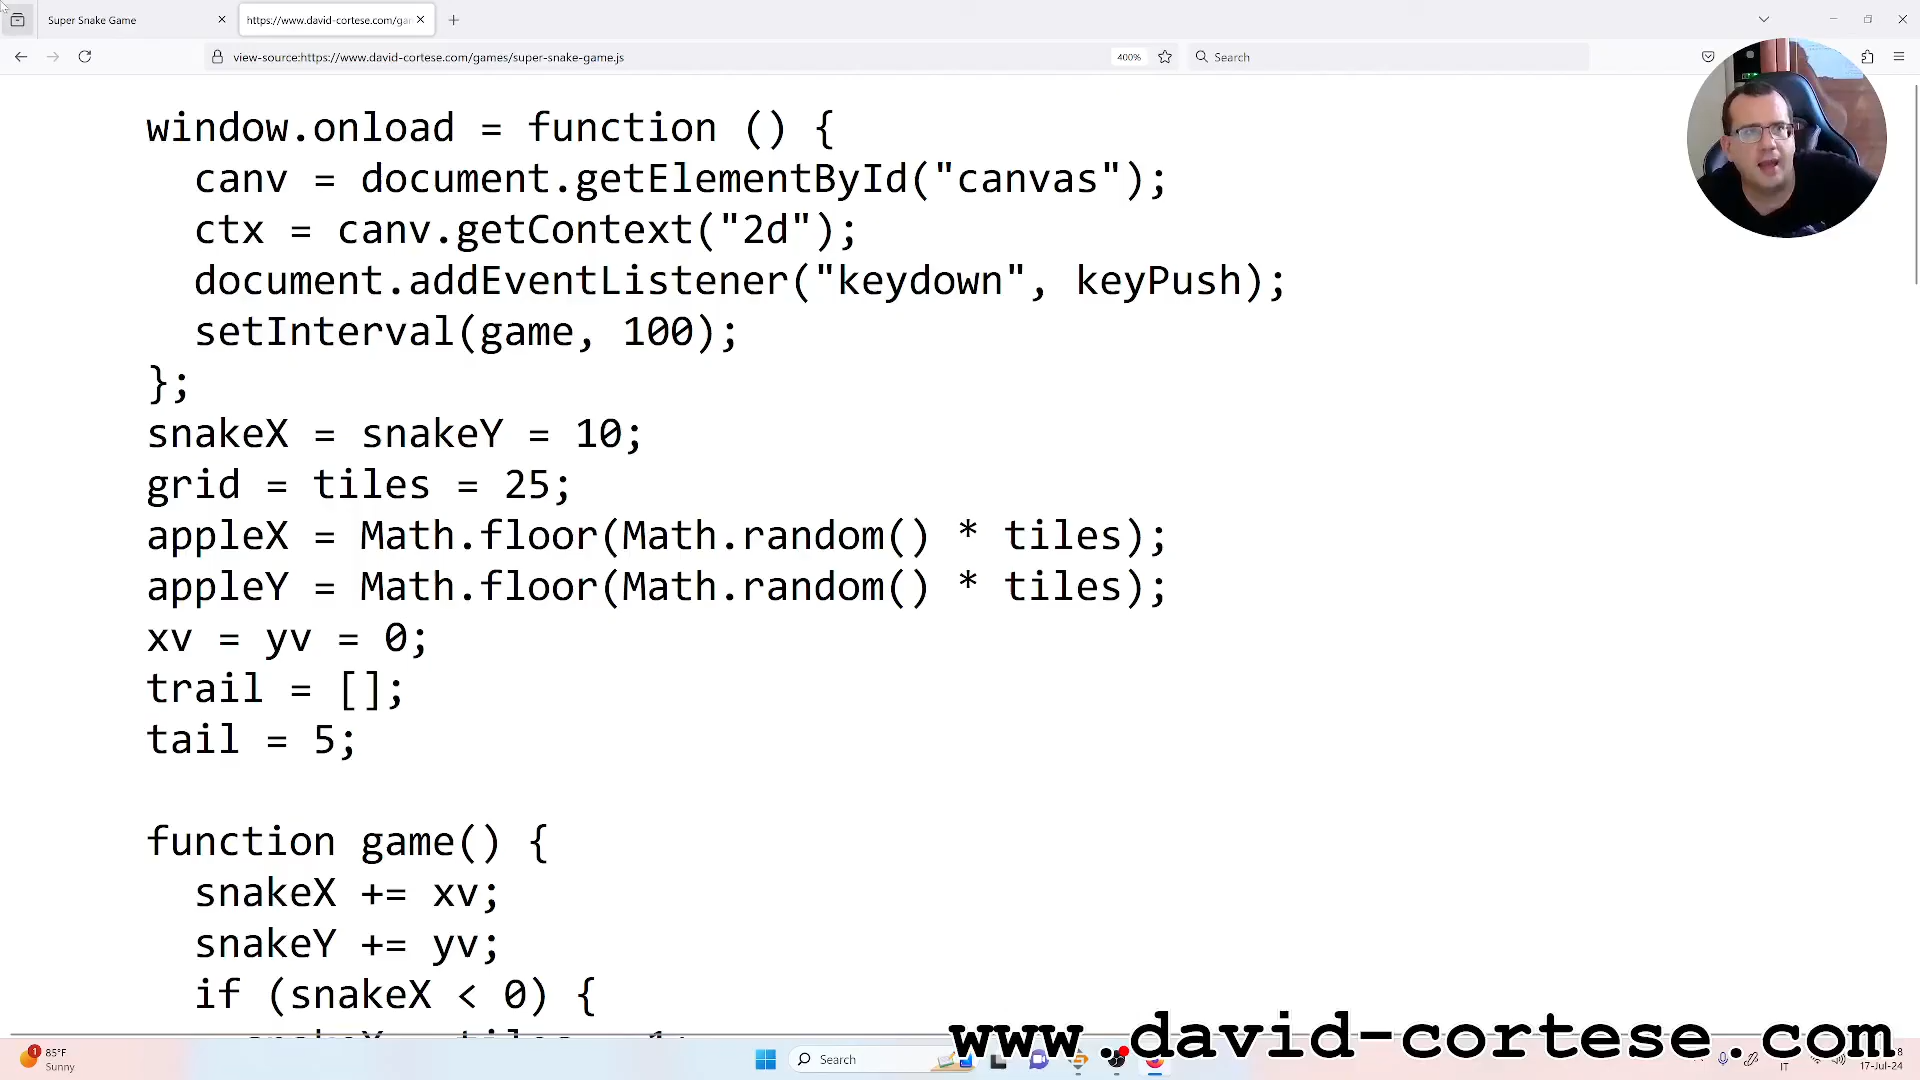 Super Snake Game
https://www.david-cortese.com/gar
view-source:https://www.david-cortese.com/games/super-snake-game.js
400%
Search
window.onload = function () {
canv = document.getElementById("canvas");
ctx = canv.getContext("2d");
document.addEventListener("keydown", keyPush);
setInterval(game, 100);
};
snakeX = snakeY = 10;
grid = tiles = 25;
appleX = Math.floor(Math.random() * tiles);
appleY = Math.floor(Math.random() * tiles);
xv = yv = 0;
trail = [];
tail = 5;
function game() {
snakeX += xv;
snakeY += yv;
if (snakeX < 0) {
www.david-cortese.com
1
85°F
Sunny
Search
IT
17-Jul-24